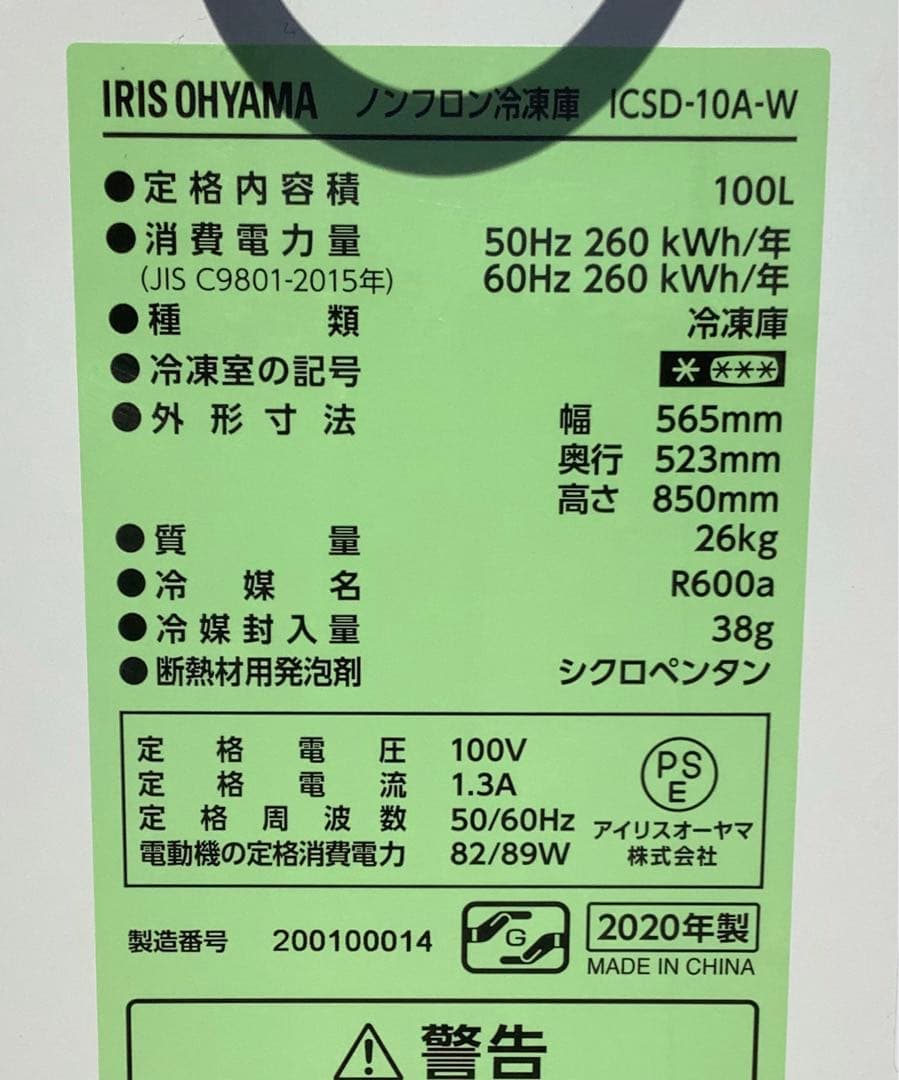 IRIS OHYAMA ノンフロン冷凍庫 ICSD-10A-W
●定格内容積 100L
●消費電力量 50Hz 260 kWh/年
(JIS C9801-2015年) 60Hz 260 kWh/年
●種類 冷凍庫
●冷凍室の記号 * ***
●外形寸法 幅 565mm
奥行 523mm
高さ 850mm
●質量 26kg
●冷媒名 R600a
●冷媒封入量 38g
●断熱材用発泡剤 シクロペンタン
定格電圧 100V
定格電流 1.3A
定格周波数 50/60Hz
電動機の定格消費電力 82/89W
PS
E
アイリスオーヤマ
株式会社
製造番号 200100014
G
2020年製
MADE IN CHINA
⚠警告